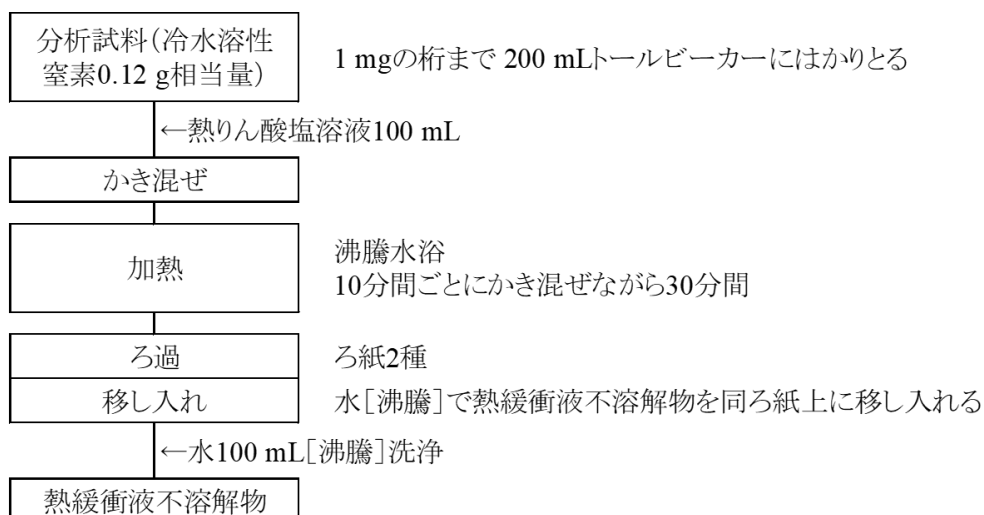 分析試料(冷水溶性
窒素0.12 g相当量)
1 mgの桁まで 200 mLトールビーカーにはかりとる
←熱りん酸塩溶液100 mL
かき混ぜ
加熱
沸騰水浴
10分間ごとにかき混ぜながら30分間
ろ過
ろ紙2種
移し入れ
水[沸騰]で熱緩衝液不溶解物を同ろ紙上に移し入れる
←水100 mL[沸騰]洗浄
熱緩衝液不溶解物